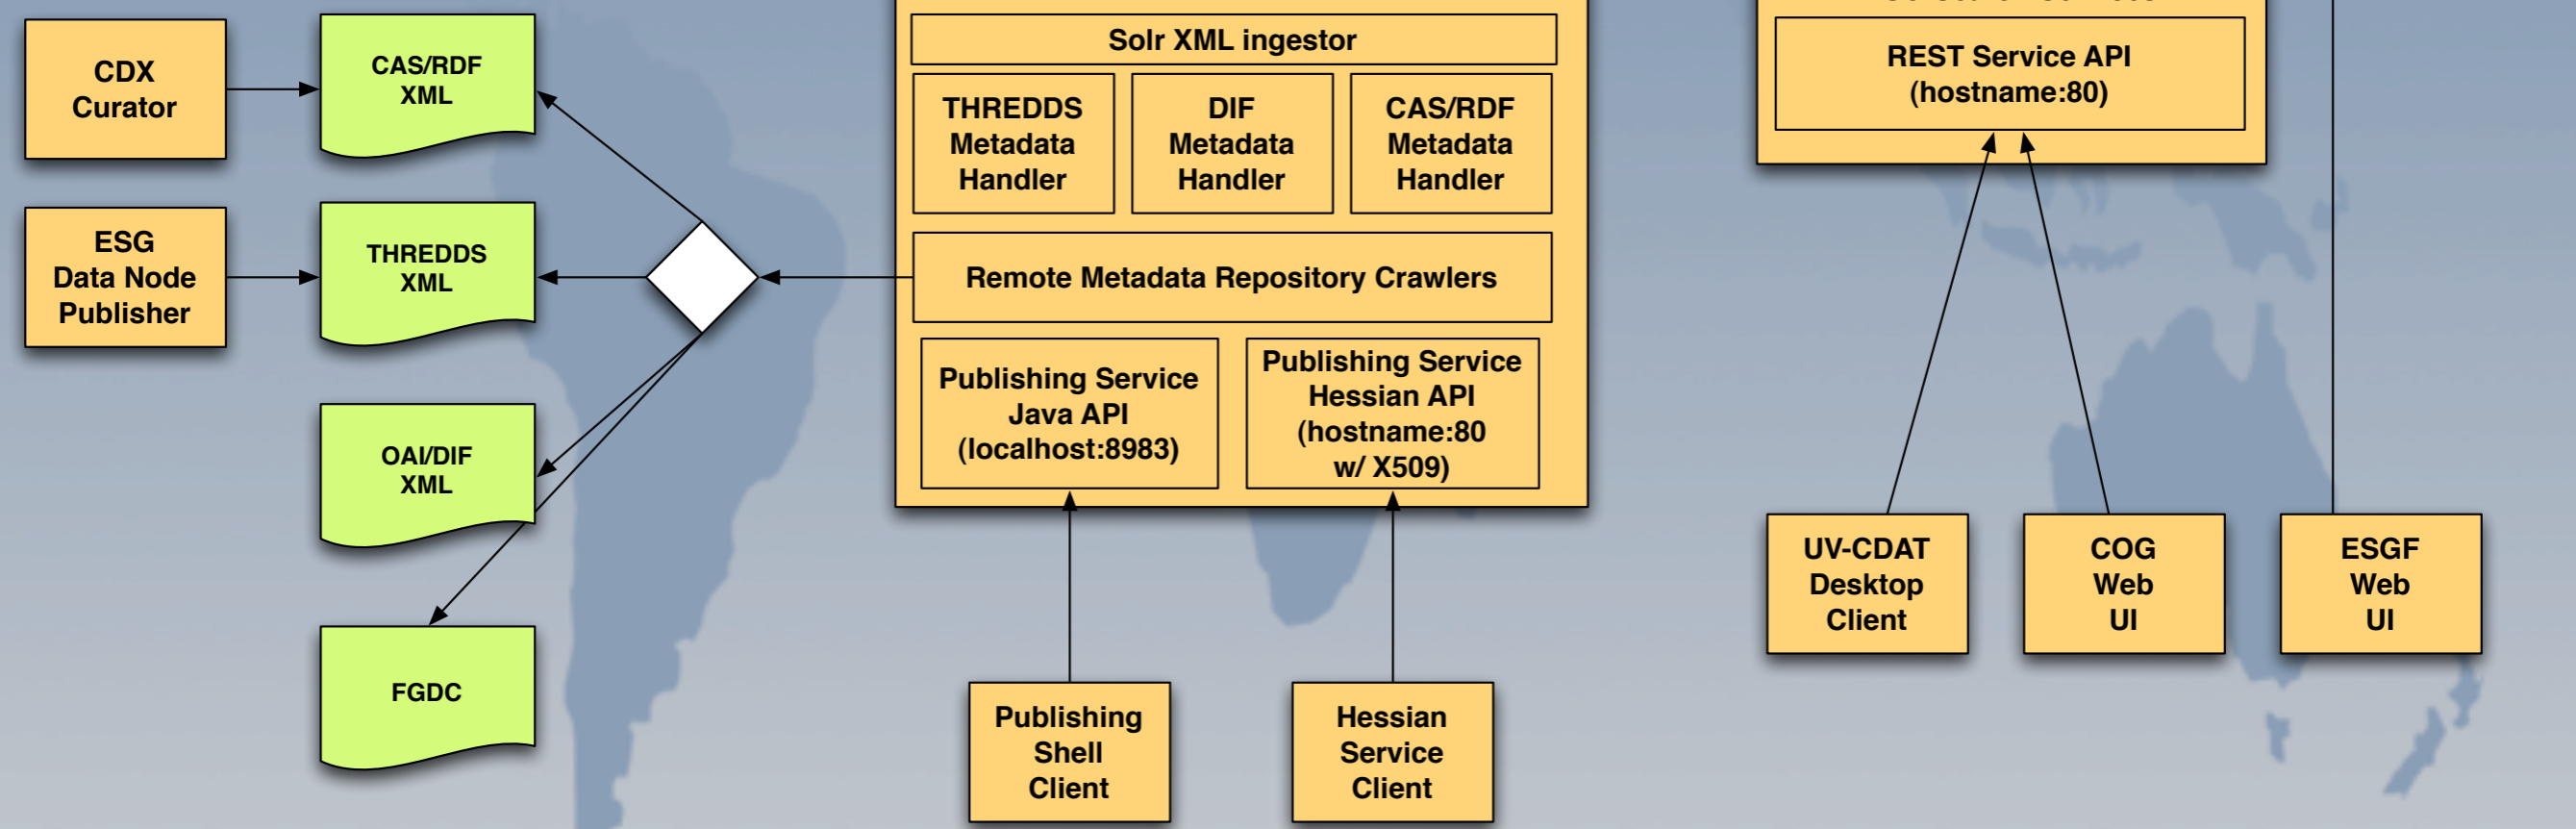 CDX
Curator
CAS/RDF
XML
ESG
Data Node
Publisher
THREDDS
XML
OAI/DIF
XML
FGDC
Solr XML ingestor
THREDDS
Metadata
Handler
DIF
Metadata
Handler
CAS/RDF
Metadata
Handler
Remote Metadata Repository Crawlers
Publishing Service
Java API
(localhost:8983)
Publishing Service
Hessian API
(hostname:80
w/ X509)
Publishing
Shell
Client
Hessian
Service
Client
REST Service API
(hostname:80)
UV-CDAT
Desktop
Client
COG
Web
UI
ESGF
Web
UI